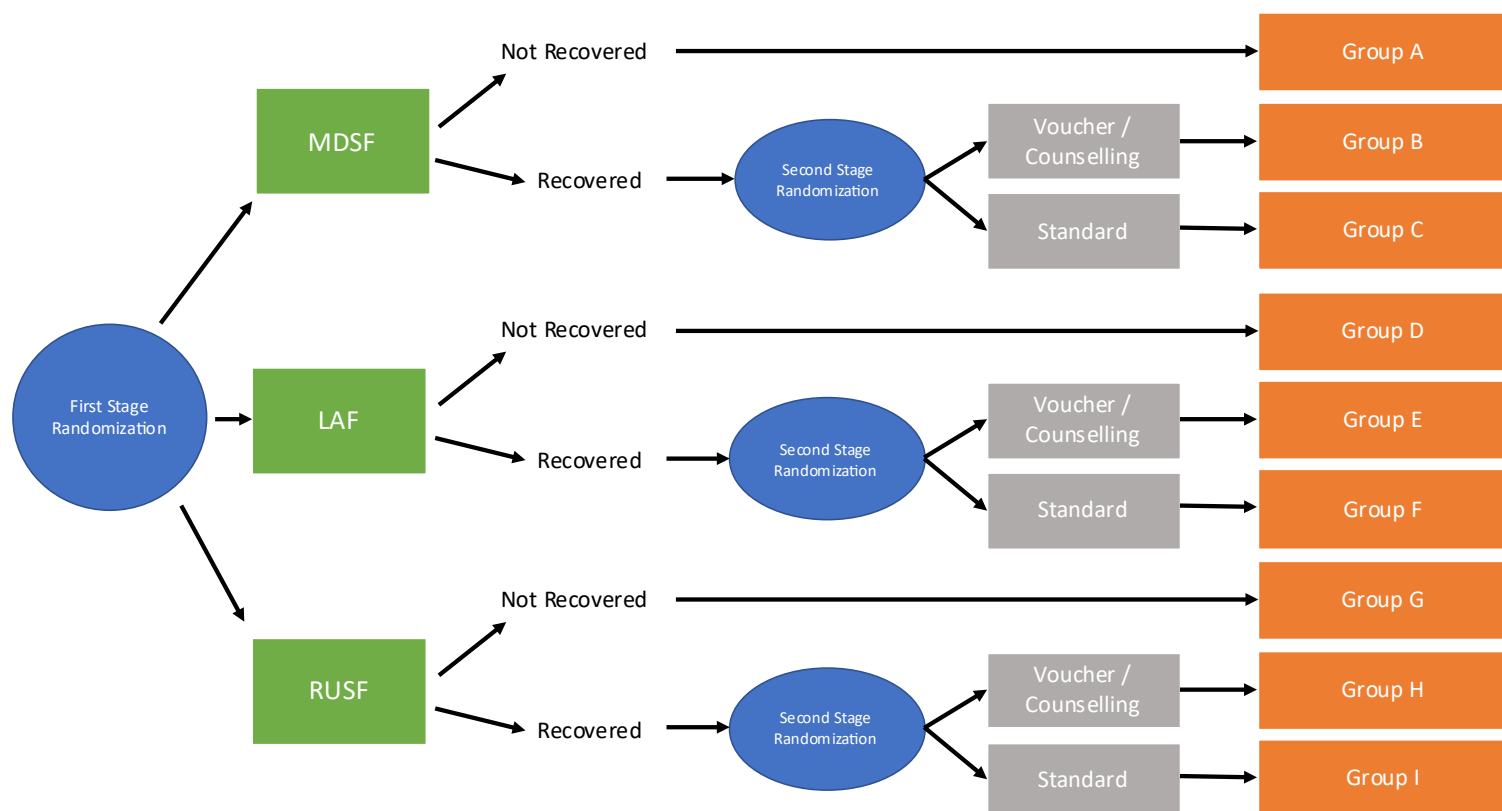 Not Recovered
Group A
MDSF
Voucher /
Counselling
Group B
Recovered
Second Stage
Randomization
Standard
Group C
First Stage
Randomization
Not Recovered
Group D
LAF
Voucher /
Counselling
Group E
Recovered
Second Stage
Randomization
Standard
Group F
Not Recovered
Group G
RUSF
Voucher /
Counselling
Group H
Recovered
Second Stage
Randomization
Standard
Group I